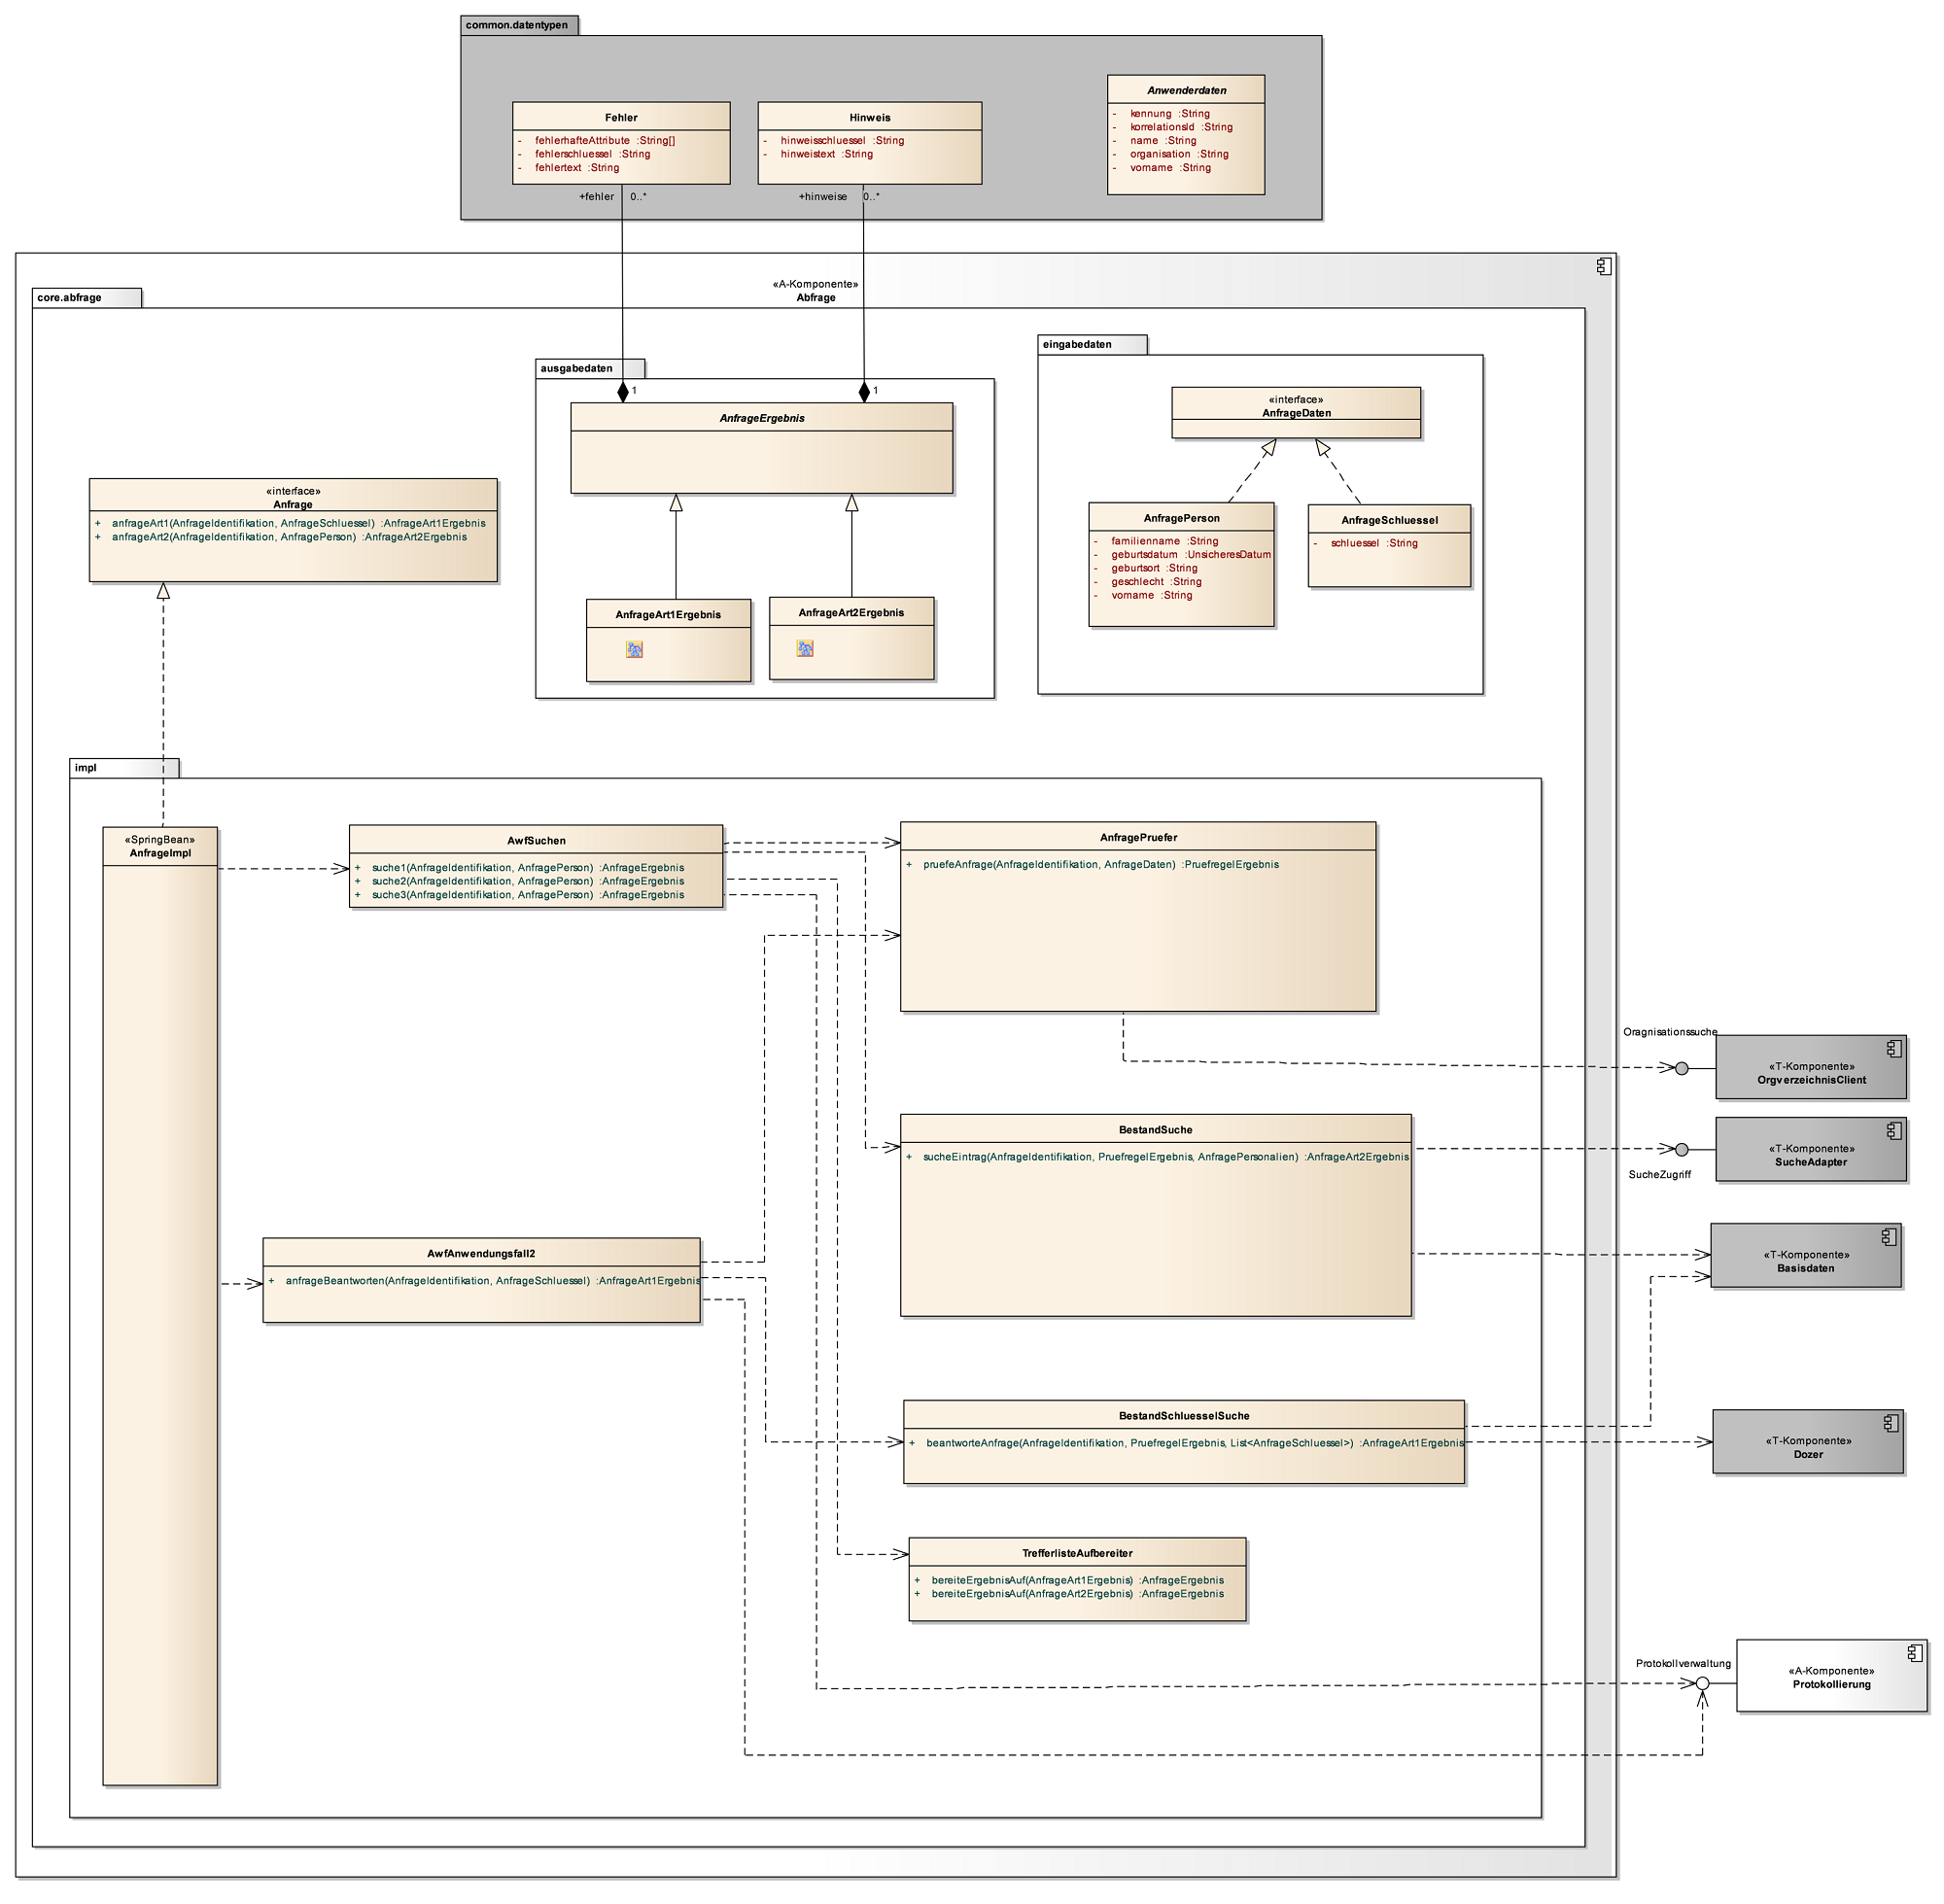 common.datentypen
Fehler
- fehlerhafteAttribute :String[]
- fehlerschluessel :String
- fehlertext :String
Hinweis
- hinweisschluessel :String
- hinweistext :String
Anwenderdaten
- kennung :String
- korrelationsId :String
- name :String
- organisation :String
- vorname :String
+fehler 0..*
+hinweise 0..*
«A-Komponente»
Abfrage
core.abfrage
ausgabedaten
1
1
AnfrageErgebnis
AnfrageArt1Ergebnis
AnfrageArt2Ergebnis
eingabedaten
«interface»
AnfrageDaten
AnfragePerson
- familienname :String
- geburtsdatum :UnsicheresDatum
- geburtsort :String
- geschlecht :String
- vorname :String
AnfrageSchluessel
- schluessel :String
«interface»
Anfrage
+ anfrageArt1(AnfrageIdentifikation, AnfrageSchluessel) :AnfrageArt1Ergebnis
+ anfrageArt2(AnfrageIdentifikation, AnfragePerson) :AnfrageArt2Ergebnis
impl
«SpringBean»
AnfrageImpl
AwfSuchen
+ suche1(AnfrageIdentifikation, AnfragePerson) :AnfrageErgebnis
+ suche2(AnfrageIdentifikation, AnfragePerson) :AnfrageErgebnis
+ suche3(AnfrageIdentifikation, AnfragePerson) :AnfrageErgebnis
AnfragePruefer
+ pruefeAnfrage(AnfrageIdentifikation, AnfrageDaten) :PruefregelErgebnis
Oragnisationssuche
«T-Komponente»
OrgverzeichnisClient
BestandSuche
+ sucheEintrag(AnfrageIdentifikation, PruefregelErgebnis, AnfragePersonalien) :AnfrageArt2Ergebnis
«T-Komponente»
SucheAdapter
SucheZugriff
AwfAnwendungsfall2
+ anfrageBeantworten(AnfrageIdentifikation, AnfrageSchluessel) :AnfrageArt1Ergebnis
«T-Komponente»
Basisdaten
BestandSchluesselSuche
+ beantworteAnfrage(AnfrageIdentifikation, PruefregelErgebnis, List<AnfrageSchluessel>) :AnfrageArt1Ergebnis
«T-Komponente»
Dozer
TrefferlisteAufbereiter
+ bereiteErgebnisAuf(AnfrageArt1Ergebnis) :AnfrageErgebnis
+ bereiteErgebnisAuf(AnfrageArt2Ergebnis) :AnfrageErgebnis
Protokollverwaltung
«A-Komponente»
Protokollierung